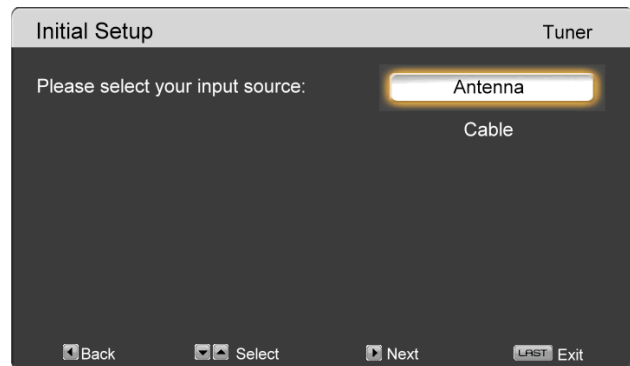 Initial Setup Tuner
Please select your input source: Antenna
Cable
Back Select Next LAST Exit